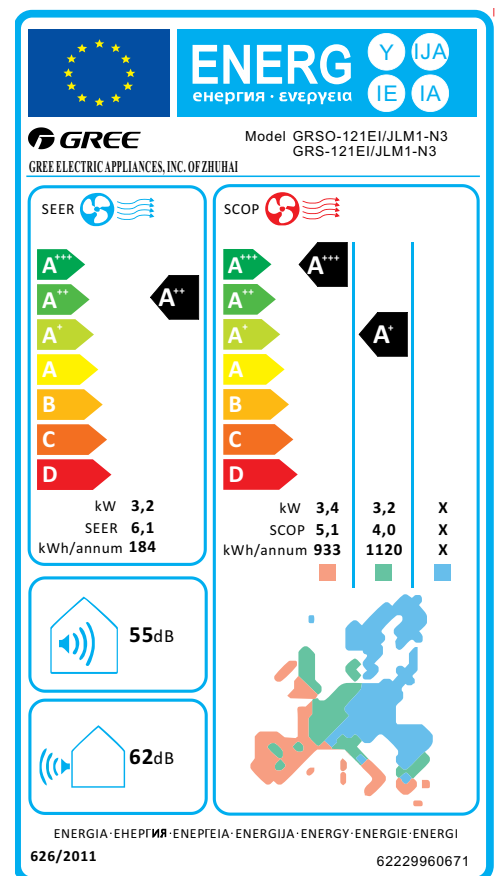 ENERG
енергия · ενεργεια
Y IJA
IE IA
GREE
GREE ELECTRIC APPLIANCES, INC. OF ZHUHAI
Model GRSO-121EI/JLM1-N3
GRS-121EI/JLM1-N3
SEER
A+++
A++
A+
A
B
C
D
A++
kW 3,2
SEER 6,1
kWh/annum 184
SCOP
A+++
A++
A+
A
B
C
D
A+++
A+
kW 3,4 3,2 X
SCOP 5,1 4,0 X
kWh/annum 933 1120 X
55dB
62dB
ENERGIA·ЕНЕРГИЯ·ΕΝΕΡΓΕΙΑ·ENERGIJA·ENERGY·ENERGIE·ENERGI
626/2011
62229960671